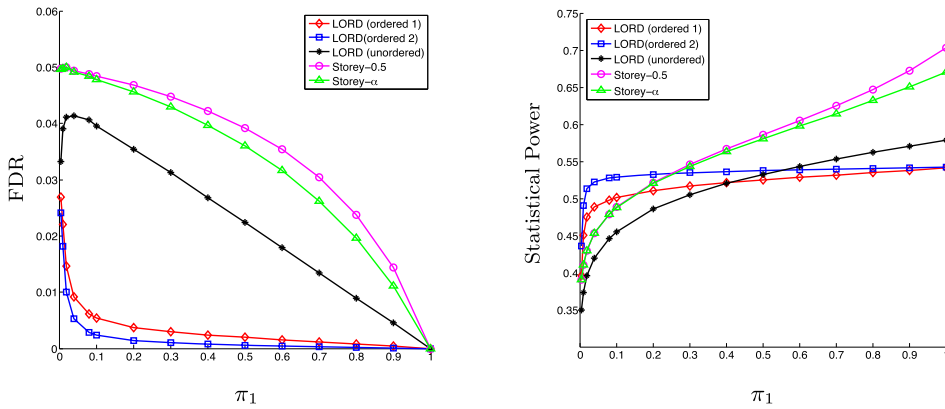 LORD (ordered 1)
LORD(ordered 2)
LORD (unordered)
Storey−0.5
Storey−α
0.06
0.05
0.04
0.03
0.02
0.01
0
FDR
0 0.1 0.2 0.3 0.4 0.5 0.6 0.7 0.8 0.9 1
π1
LORD (ordered 1)
LORD(ordered 2)
LORD (unordered)
Storey−0.5
Storey−α
0.75
0.7
0.65
0.6
0.55
0.5
0.45
0.4
0.35
Statistical Power
0 0.1 0.2 0.3 0.4 0.5 0.6 0.7 0.8 0.9 1
π1